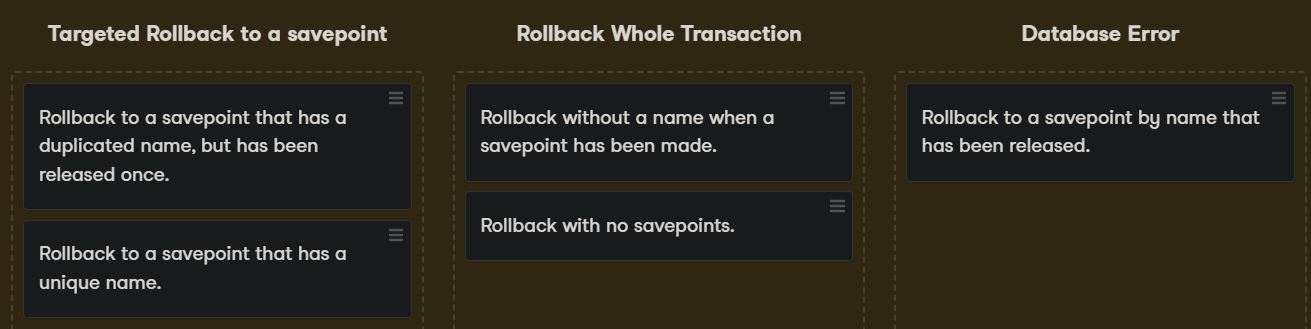 Targeted Rollback to a savepoint
Rollback to a savepoint that has a
duplicated name, but has been
released once.
Rollback to a savepoint that has a
unique name.
Rollback Whole Transaction
Rollback without a name when a
savepoint has been made.
Rollback with no savepoints.
Database Error
Rollback to a savepoint by name that
has been released.